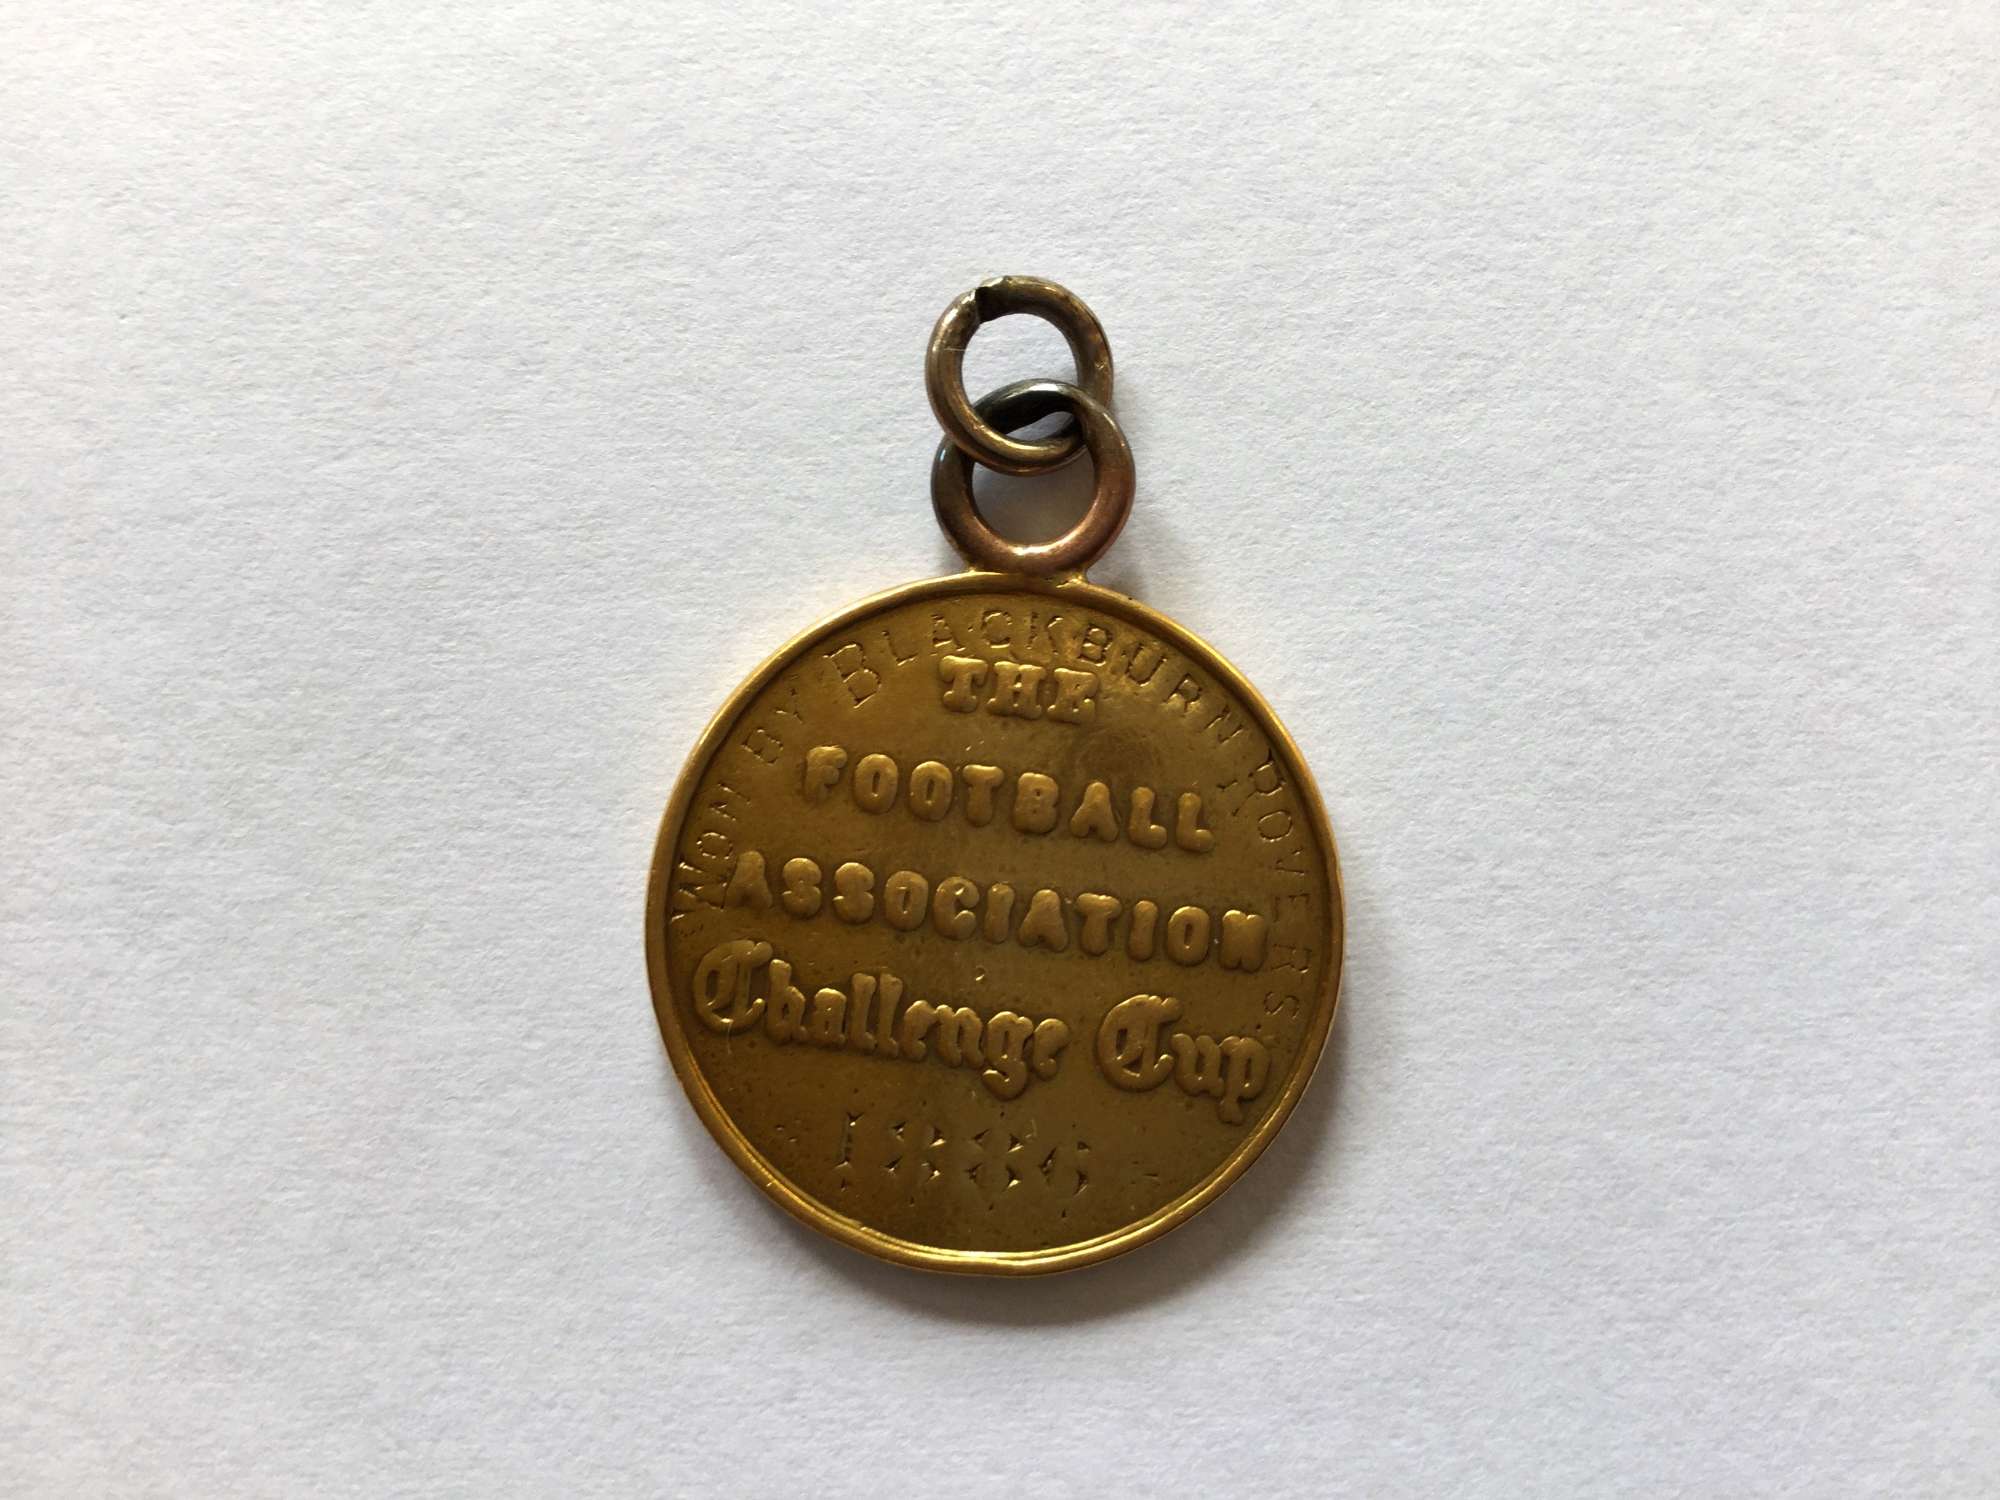 WON BY BLACKBURN ROVERS
THE
FOOTBALL
ASSOCIATION
Challenge Cup
1886